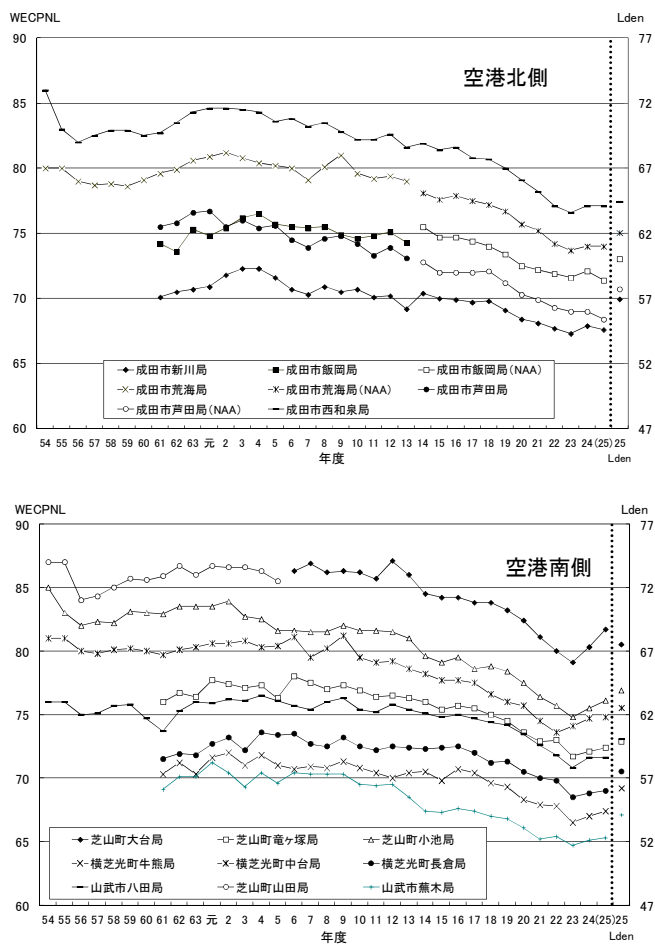 WECPNL Lden
90 77
空港北側
85 72
80 67
75 62
70 57
65 52
成田市新川局 成田市飯岡局 成田市飯岡局(NAA)
成田市荒海局 成田市荒海局(NAA) 成田市芦田局
成田市芦田局(NAA) 成田市西和泉局
60 47
54 55 56 57 58 59 60 61 62 63 元 2 3 4 5 6 7 8 9 10 11 12 13 14 15 16 17 18 19 20 21 22 23 24 (25) 25
年度 Lden
WECPNL Lden
90 77
空港南側
85 72
80 67
75 62
70 57
65 52
芝山町大台局 芝山町竜ヶ塚局 芝山町小池局
横芝光町牛熊局 横芝光町中台局 横芝光町長倉局
山武市八田局 芝山町山田局 山武市蕪木局
60 47
54 55 56 57 58 59 60 61 62 63 元 2 3 4 5 6 7 8 9 10 11 12 13 14 15 16 17 18 19 20 21 22 23 24 (25) 25
年度 Lden